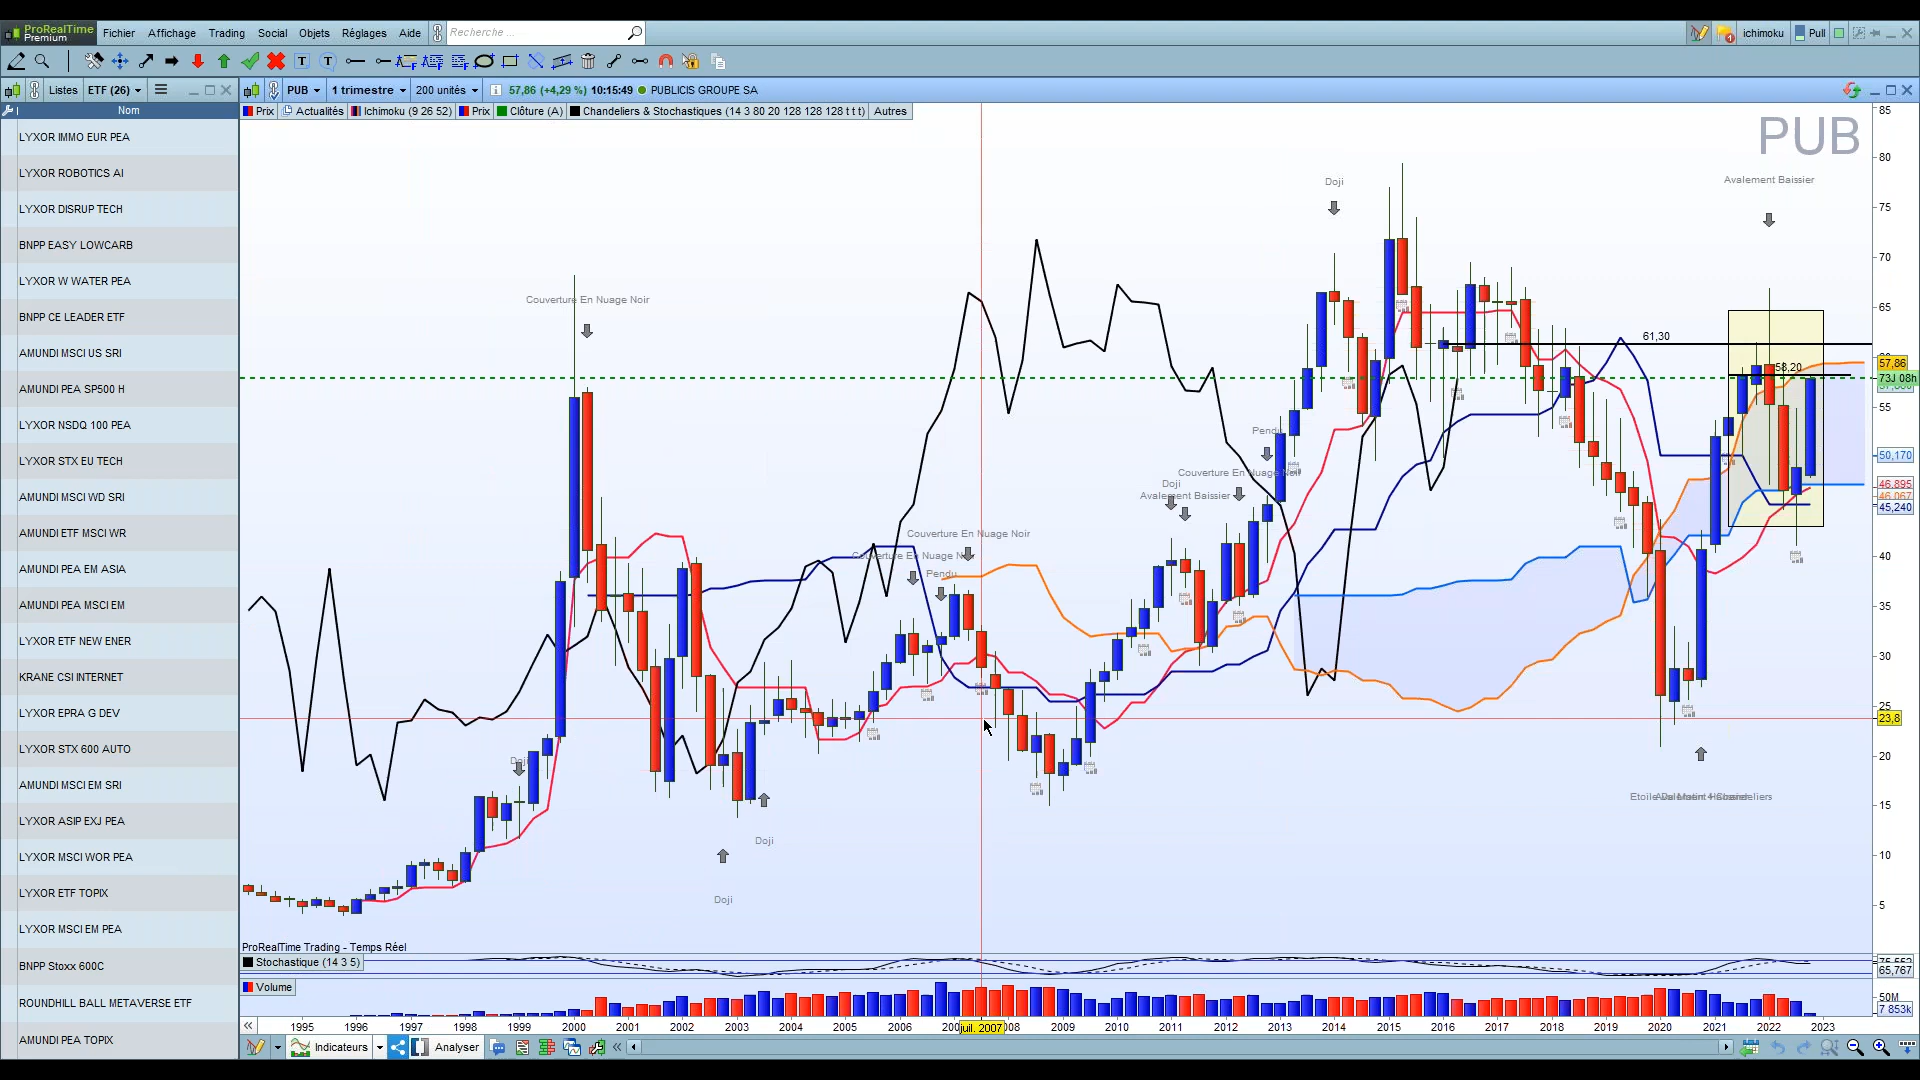 ProRealTime
Premium
Fichier Affichage Trading Social Objets Réglages Aide Recherche ... ichimoku Pull
Listes ETF (26) PUB 1 trimestre 200 unités 57,86 (+4,29 %) 10:15:49 PUBLICIS GROUPE SA
Nom
Prix Actualités Ichimoku (9 26 52) Prix Clôture (A) Chandeliers & Stochastiques (14 3 80 20 128 128 128 t t t) Autres
LYXOR IMMO EUR PEA
LYXOR ROBOTICS AI
LYXOR DISRUP TECH
BNPP EASY LOWCARB
LYXOR W WATER PEA
BNPP CE LEADER ETF
AMUNDI MSCI US SRI
AMUNDI PEA SP500 H
LYXOR NSDQ 100 PEA
LYXOR STX EU TECH
AMUNDI MSCI WD SRI
AMUNDI ETF MSCI WR
AMUNDI PEA EM ASIA
AMUNDI PEA MSCI EM
LYXOR ETF NEW ENER
KRANE CSI INTERNET
LYXOR EPRA G DEV
LYXOR STX 600 AUTO
AMUNDI MSCI EM SRI
LYXOR ASIP EXJ PEA
LYXOR MSCI WOR PEA
LYXOR ETF TOPIX
LYXOR MSCI EM PEA
BNPP Stoxx 600C
ROUNDHILL BALL METAVERSE ETF
AMUNDI PEA TOPIX
PUB
Avalement Baissier
Doji
Couverture En Nuage Noir
61,30
58,20
Pendu
Couverture En Nuage Noir
Doji
Avalement Baissier
Couverture En Nuage Noir
Couverture En Nuage
Pendu
Doji
Doji
Doji
85
80
75
70
65
57,86
73J 08h
55
50,170
46,895
46,067
45,240
40
35
30
25
23,8
20
15
10
5
ProRealTime Trading - Temps Réel
Stochastique (14 3 5)
65,767
Volume
50M
7 853k
1995 1996 1997 1998 1999 2000 2001 2002 2003 2004 2005 2006 juil. 2007 2009 2010 2011 2012 2013 2014 2015 2016 2017 2018 2019 2020 2021 2022 2023
Indicateurs Analyser